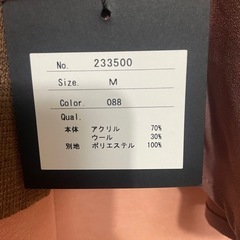 No. 233500
Size. M
Color. 088
Qual.
本体 アクリル 70%
ウール 30%
別地 ポリエステル 100%